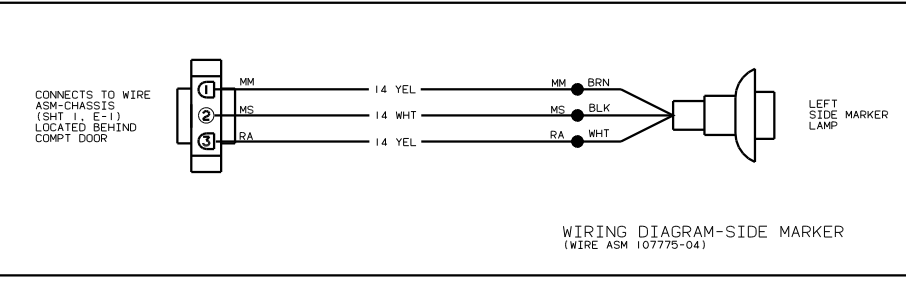 CONNECTS TO WIRE
ASM-CHASSIS
(SHT 1, E-1)
LOCATED BEHIND
COMPT DOOR
1 MM 14 YEL MM BRN
2 MS 14 WHT MS BLK
3 RA 14 YEL RA WHT
LEFT
SIDE MARKER
LAMP
WIRING DIAGRAM-SIDE MARKER
(WIRE ASM 107775-04)